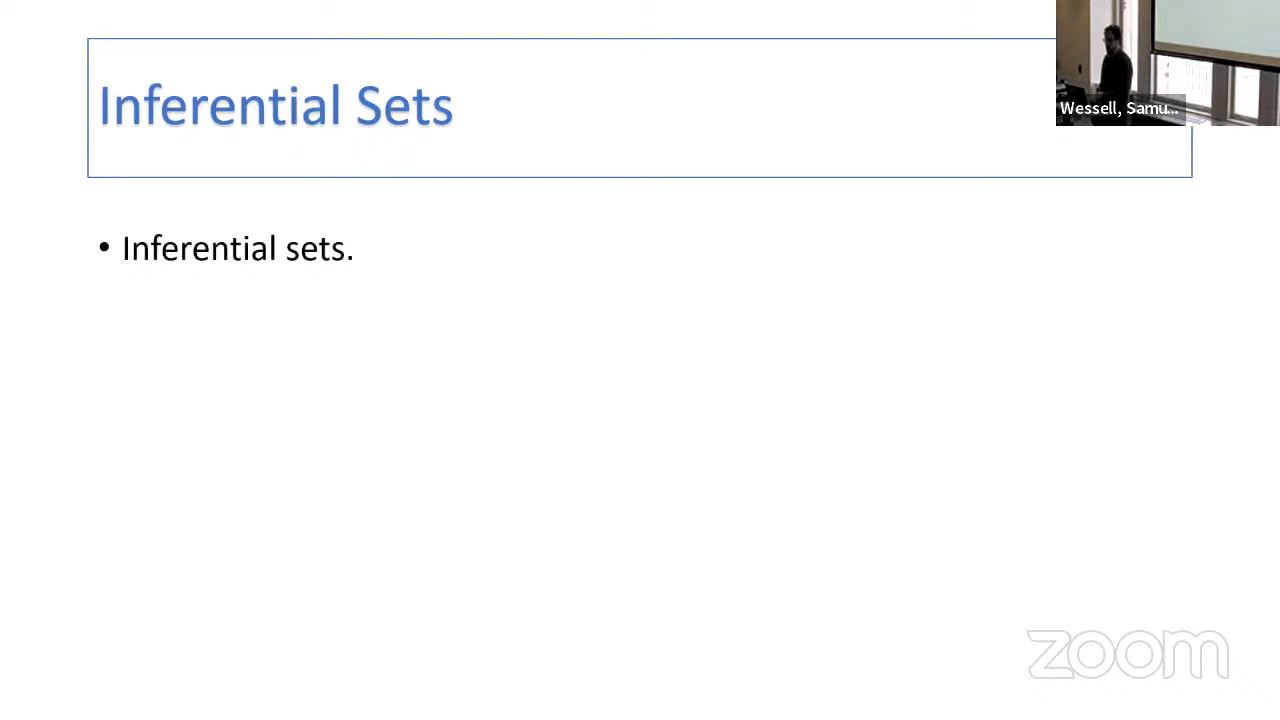 Inferential Sets
Wessell, Samu...
• Inferential sets.
zoom